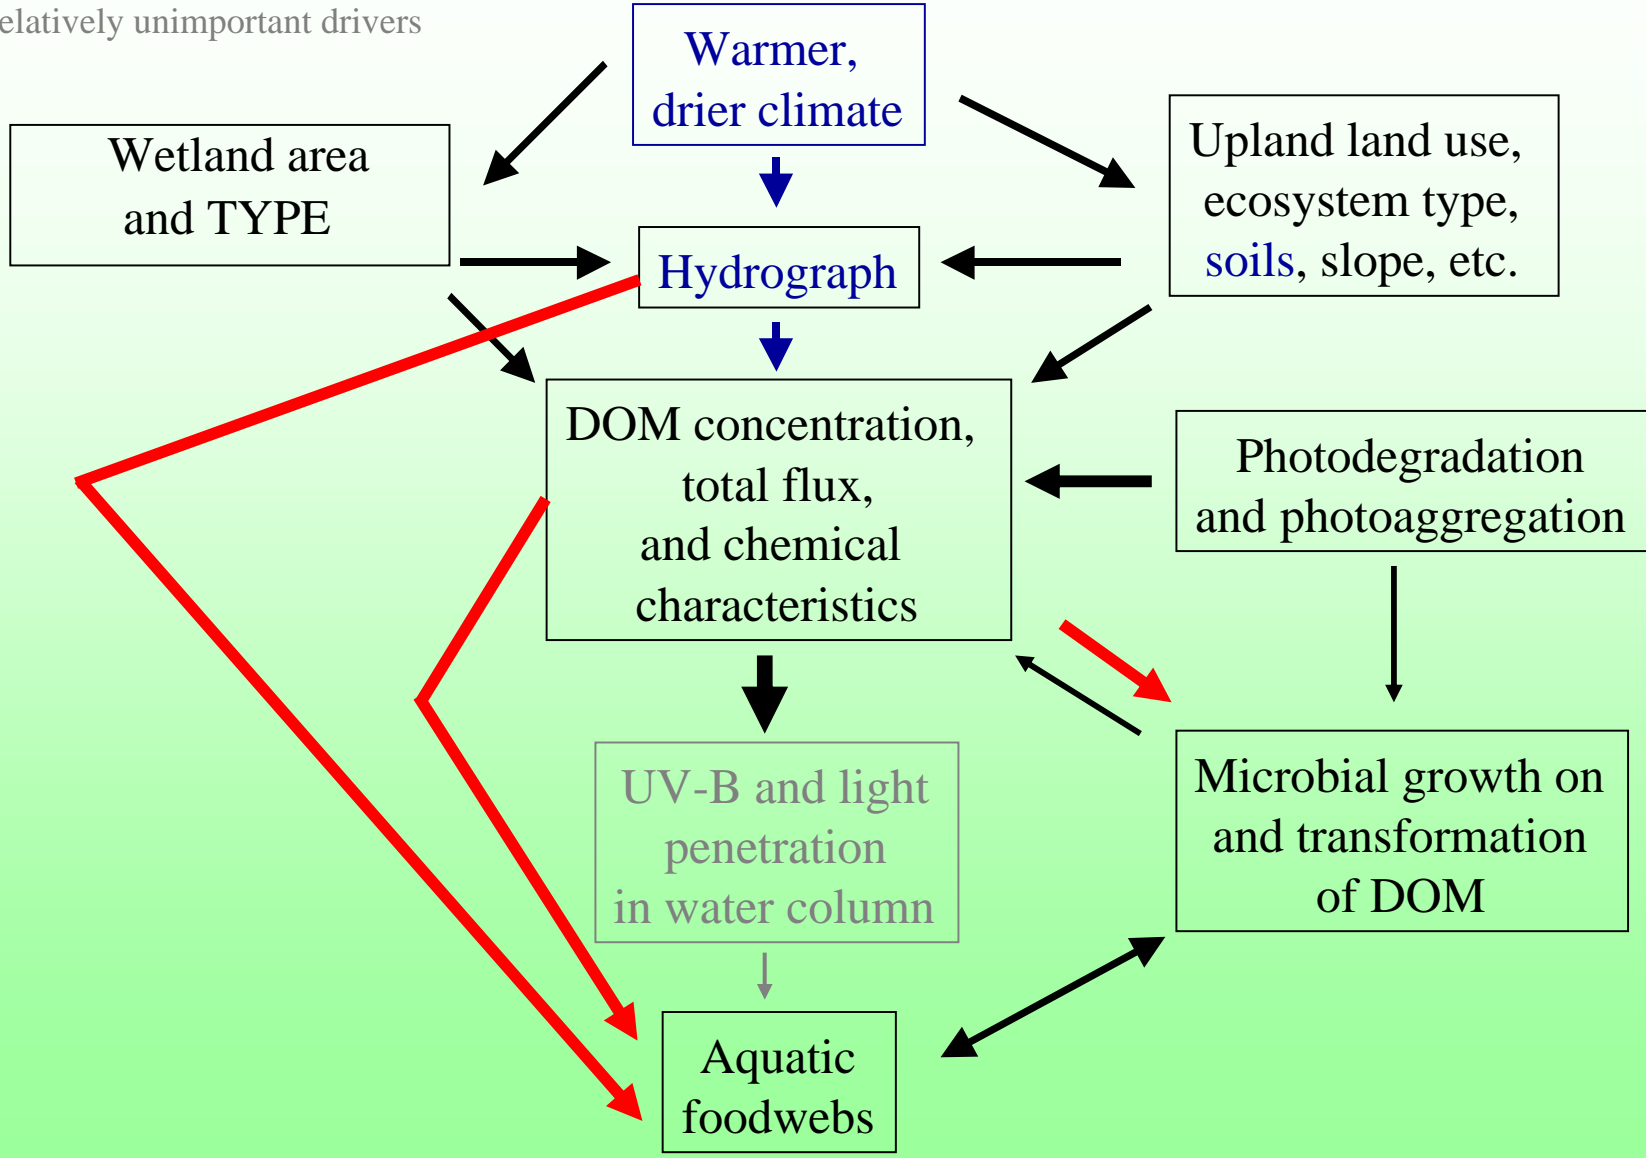 elatively unimportant drivers
Warmer,
drier climate
Wetland area
and TYPE
Upland land use,
ecosystem type,
soils, slope, etc.
Hydrograph
DOM concentration,
total flux,
and chemical
characteristics
Photodegradation
and photoaggregation
UV-B and light
penetration
in water column
Microbial growth on
and transformation
of DOM
Aquatic
foodwebs